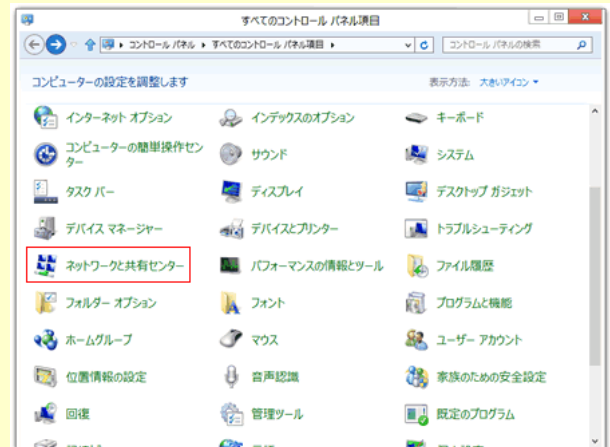 すべてのコントロール パネル項目
コントロール パネル ▸ すべてのコントロール パネル項目 ▸
コントロール パネルの検索
コンピューターの設定を調整します
表示方法: 大きいアイコン
インターネット オプション
インデックスのオプション
キーボード
コンピューターの簡単操作セン
ター
サウンド
システム
タスク バー
ディスプレイ
デスクトップ ガジェット
デバイス マネージャー
デバイスとプリンター
トラブルシューティング
ネットワークと共有センター
パフォーマンスの情報とツール
ファイル履歴
フォルダー オプション
フォント
プログラムと機能
ホームグループ
マウス
ユーザー アカウント
位置情報の設定
音声認識
家族のための安全設定
回復
管理ツール
既定のプログラム